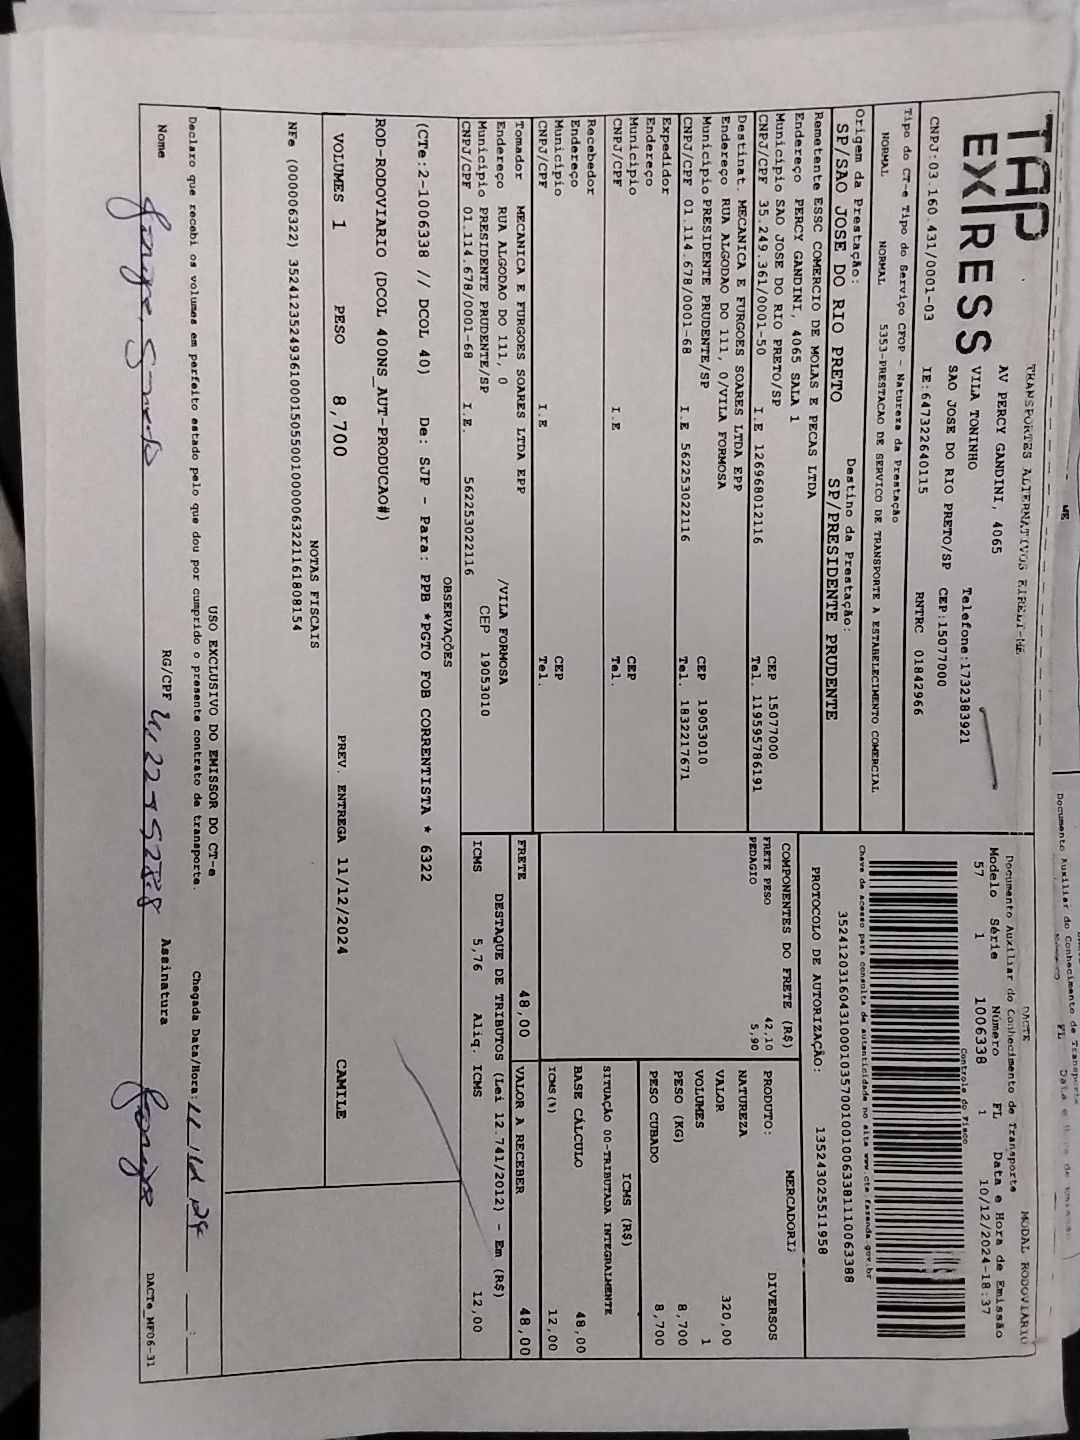 TAP
EXPRESS
TRANSPORTES ALTERNATIVOS EIRELI-ME
AV PERCY GANDINI, 4065
VILA TONINHO Telefone:1732383921
SAO JOSE DO RIO PRETO/SP CEP:15077000
CNPJ:03.160.431/0001-03 IE:647322640115 RNTRC 01842966
Tipo do CT-e Tipo do Serviço CFOP - Natureza da Prestação
NORMAL NORMAL 5353-PRESTACAO DE SERVICO DE TRANSPORTE A ESTABELECIMENTO COMERCIAL
Origem da Prestação: Destino da Prestação:
SP/SAO JOSE DO RIO PRETO SP/PRESIDENTE PRUDENTE
Remetente ESSC COMERCIO DE MOLAS E PECAS LTDA
Endereço PERCY GANDINI, 4065 SALA 1
Município SAO JOSE DO RIO PRETO/SP CEP 15077000
CNPJ/CPF 35.249.361/0001-50 I.E 126968012116 Tel. 119595786191
Destinat. MECANICA E FURGOES SOARES LTDA EPP
Endereço RUA ALGODAO DO 111, 0/VILA FORMOSA
Município PRESIDENTE PRUDENTE/SP CEP 19053010
CNPJ/CPF 01.114.678/0001-68 I.E 562253022116 Tel. 1832217671
Expedidor
Endereço
Município CEP
CNPJ/CPF I.E Tel.
Recebedor
Endereço
Município CEP
CNPJ/CPF I.E Tel.
Tomador MECANICA E FURGOES SOARES LTDA EPP
Endereço RUA ALGODAO DO 111, 0 /VILA FORMOSA
Município PRESIDENTE PRUDENTE/SP CEP 19053010
CNPJ/CPF 01.114.678/0001-68 I.E. 562253022116
DACTE MODAL RODOVIARIO
Documento Auxiliar do Conhecimento de Transporte
Modelo Série Número FL Data e Hora de Emissão
57 1 1006338 1 10/12/2024-18:37
Controle do Fisco
35241203160431000103570010010063381110063388
Chave de acesso para consulta de autenticidade no site www.cte.fazenda.gov.br
PROTOCOLO DE AUTORIZAÇÃO: 135243025511958
COMPONENTES DO FRETE (R$)
FRETE PESO 42,10
PEDAGIO 5,90
MERCADORI
PRODUTO: DIVERSOS
NATUREZA
VALOR 320,00
VOLUMES 1
PESO (KG) 8,700
PESO CUBADO 8,700
ICMS (R$)
SITUAÇÃO 00-TRIBUTADA INTEGRALMENTE
BASE CÁLCULO 48,00
ICMS(%) 12,00
FRETE 48,00 VALOR A RECEBER 48,00
DESTAQUE DE TRIBUTOS (Lei 12.741/2012) - Em (R$)
ICMS 5,76 Aliq. ICMS 12,00
OBSERVAÇÕES
(CTe:2-1006338 // DCOL 40) De: SJP - Para: PPB *PGTO FOB CORRENTISTA * 6322
ROD-RODOVIARIO (DCOL 400NS_AUT-PRODUCAO#)
VOLUMES 1 PESO 8,700 PREV. ENTREGA 11/12/2024 CAMILE
NOTAS FISCAIS
NFe (00006322) 35241235249361000150550010000063221161808154
USO EXCLUSIVO DO EMISSOR DO CT-e
Declaro que recebi os volumes em perfeito estado pelo que dou por cumprido o presente contrato de transporte. Chegada Data/Hora:
Nome RG/CPF Assinatura
DACTe_MF06-31